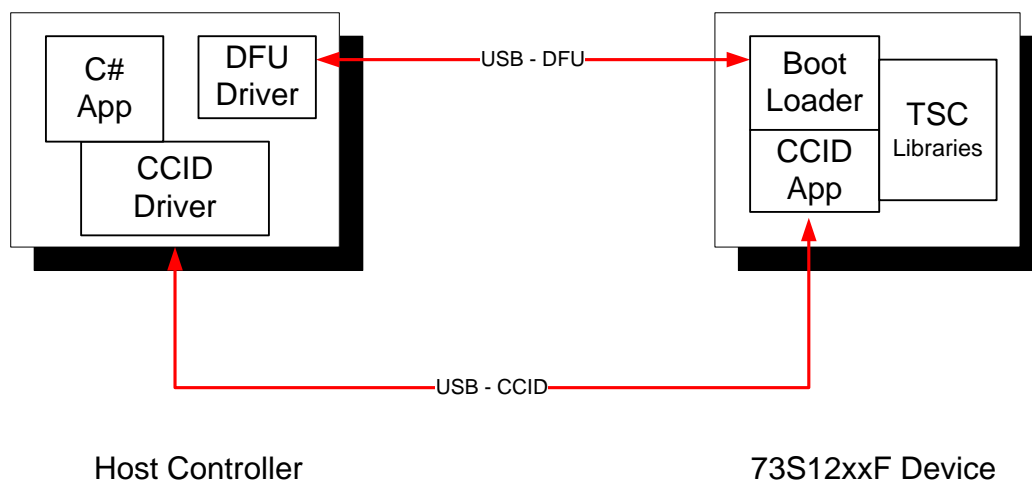 C#
App
DFU
Driver
CCID
Driver
USB - DFU
Boot
Loader
CCID
App
TSC
Libraries
USB - CCID
Host Controller
73S12xxF Device